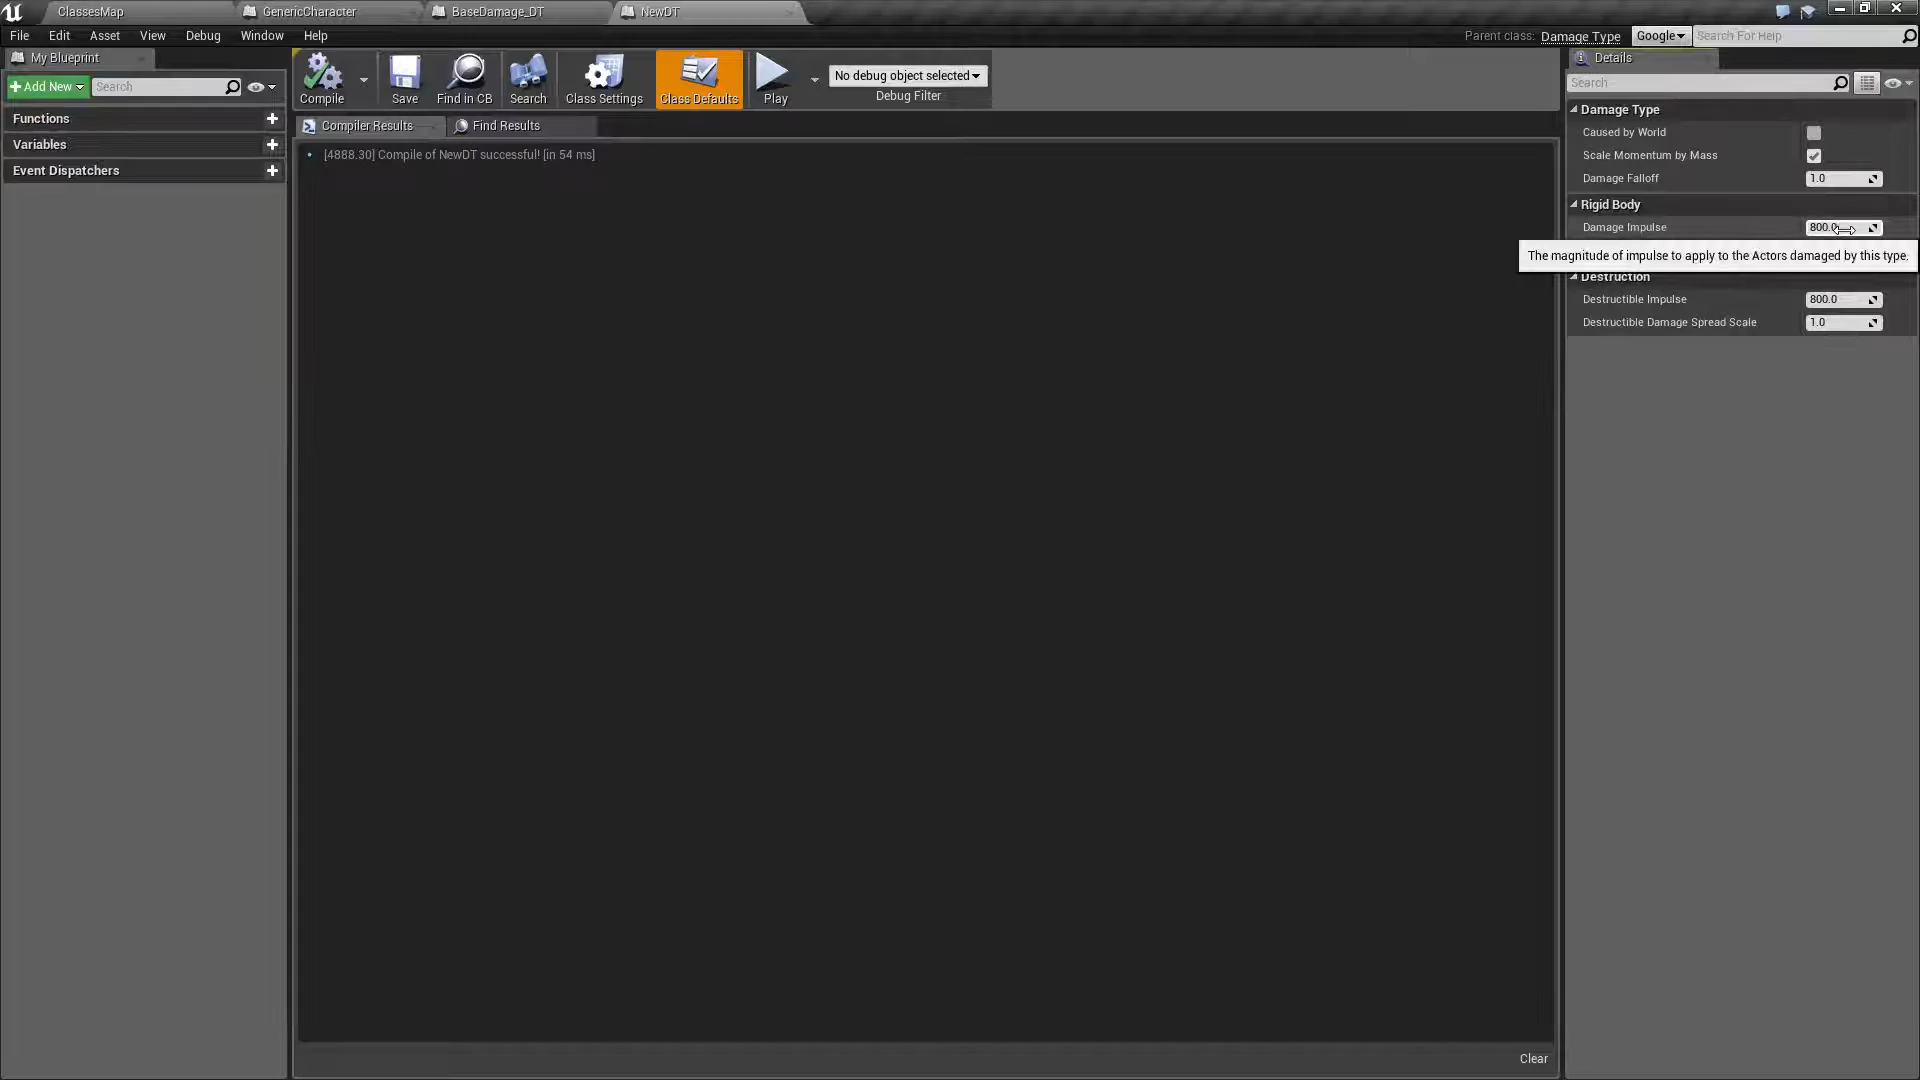 ClassesMap
GenericCharacter
BaseDamage_DT
NewDT
File Edit Asset View Debug Window Help
Parent class: Damage Type
Google
Search For Help
My Blueprint
Add New
Search
Functions
Variables
Event Dispatchers
Compile
Save
Find in CB
Search
Class Settings
Class Defaults
Play
No debug object selected
Debug Filter
Compiler Results
Find Results
[4888.30] Compile of NewDT successful! [in 54 ms]
Clear
Details
Search
Damage Type
Caused by World
Scale Momentum by Mass
Damage Falloff 1.0
Rigid Body
Damage Impulse 800.0
The magnitude of impulse to apply to the Actors damaged by this type.
Destruction
Destructible Impulse 800.0
Destructible Damage Spread Scale 1.0